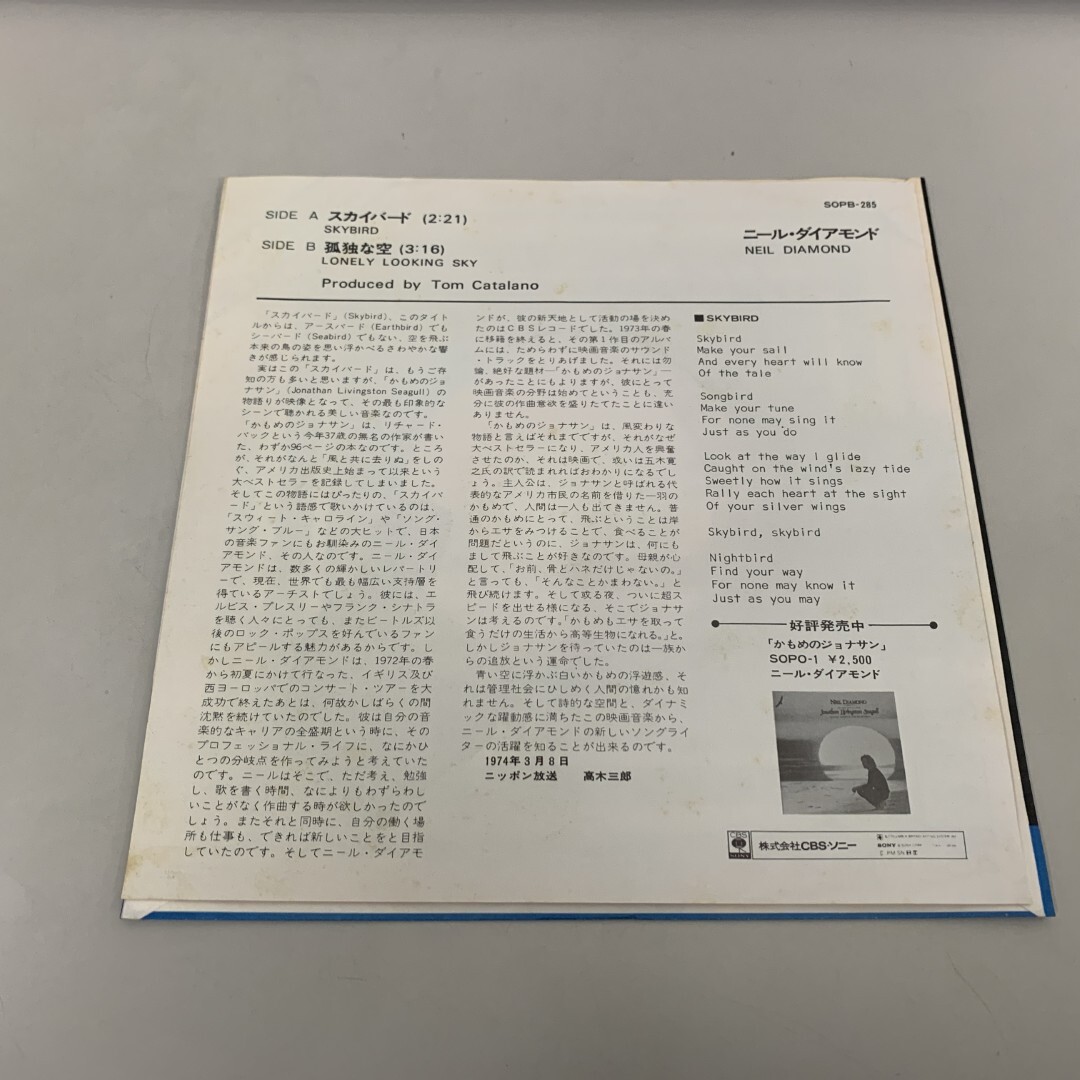 SIDE A スカイバード (2:21)
SKYBIRD
SIDE B 孤独な空 (3:16)
LONELY LOOKING SKY
Produced by Tom Catalano
SOPB-285
ニール・ダイアモンド
NEIL DIAMOND
「スカイバード」(Skybird)、このタイト
ルからは、アースバード(Earthbird)でも
シーバード(Seabird)でもない、空を飛ぶ
本来の鳥の姿を思い浮かべるさわやかな響
きが感じられます。
実はこの「スカイバード」は、もうご存
知の方も多いと思いますが、「かもめのジョ
ナサン」(Jonathan Livingston Seagull)の
物語りが映像となって、その最も印象的な
シーンで聴かれる美しい音楽なのです。
「かもめのジョナサン」は、リチャード・
バックという今年37歳の無名の作家が書い
た、わずか96ページの本なのです。ところ
が、それがなんと「風と共に去りぬ」をしの
ぐ、アメリカ出版史上始まって以来という
大ベストセラーを記録してしまいました。
そしてこの物語にはぴったりの、「スカイバ
ード」という語感で歌いかけているのは、
「スウィート・キャロライン」や「ソング・
サング・ブルー」などの大ヒットで、日本
の音楽ファンにもお馴染みのニール・ダイ
アモンド、その人なのです。ニール・ダイ
アモンドは、数多くの輝かしいレパートリ
ーで、現在、世界でも最も幅広い支持層を
得ているアーチストでしょう。彼には、エ
ルビス・プレスリーやフランク・シナトラ
を聴く人々にとっても、またビートルズ以
後のロック・ポップスを好んでいるファン
にもアピールする魅力があるからです。し
かしニール・ダイアモンドは、1972年の春
から初夏にかけて行なった、イギリス及び
西ヨーロッパでのコンサート・ツアーを大
成功で終えたあとは、何故かしばらくの間
沈黙を続けていたのでした。彼は自分の音
楽的なキャリアの全盛期という時に、その
プロフェッショナル・ライフに、なにかひ
とつの分岐点を作ってみようと考えていた
のです。ニールはそこで、ただ考え、勉強
し、歌を書く時間、なによりもわずらわし
いことがなく作曲する時が欲しかったので
しょう。またそれと同時に、自分の働く場
所も仕事も、できれば新しいことをと目指
していたのです。そしてニール・ダイアモ
ンドが、彼の新天地として活動の場を決め
たのはCBSレコードでした。1973年の春
に移籍を終えると、その第1作目のアルバ
ムには、ためらわずに映画音楽のサウンド
・トラックをとりあげました。それには勿
論、絶好な題材―「かもめのジョナサン」―
があったことにもよりますが、彼にとって
映画音楽の分野は始めてということも、充
分に彼の作曲意欲を盛りたてたことに違い
ありません。
「かもめのジョナサン」は、風変わりな
物語と言えばそれまでですが、それがなぜ
大ベストセラーになり、アメリカ人を興奮
させたのか、それは映画で、或いは五木寛
之氏の訳で読まれればおわかりになるでし
ょう。主人公は、ジョナサンと呼ばれる代
表的なアメリカ市民の名前を借りた一羽の
かもめで、人間は一人も出てきません。普
通のかもめにとって、飛ぶということは岸
からエサをみつけることで、食べることが
問題だというのに、ジョナサンは、何にも
まして飛ぶことが好きなのです。母親が心
配して、「お前、骨とハネだけじゃないの。」
と言っても、「そんなことかまわない。」と
飛び続けます。そして或る夜、ついに超ス
ピードを出せる様になる、そこでジョナサ
ンは考えるのです。「かもめもエサを取って
食うだけの生活から高等生物になれる。」と。
しかしジョナサンを待っていたのは一族か
らの追放という運命でした。
青い空に浮かぶ白いかもめの浮遊感、そ
れは管理社会にひしめく人間の憧れかも知
れません。そして詩的な空間と、ダイナミ
ックな躍動感に満ちたこの映画音楽から、
ニール・ダイアモンドの新しいソングライ
ターの活躍を知ることが出来るのです。
1974年3月8日
ニッポン放送 高木三郎
■SKYBIRD
Skybird
Make your sail
And every heart will know
Of the tale
Songbird
Make your tune
For none may sing it
Just as you do
Look at the way I glide
Caught on the wind's lazy tide
Sweetly how it sings
Rally each heart at the sight
Of your silver wings
Skybird, skybird
Nightbird
Find your way
For none may know it
Just as you may
好評発売中
「かもめのジョナサン」
SOPO-1 ¥2,500
ニール・ダイアモンド
NEIL DIAMOND
Jonathan Livingston Seagull
CBS
SONY
株式会社CBS・ソニー
SONY